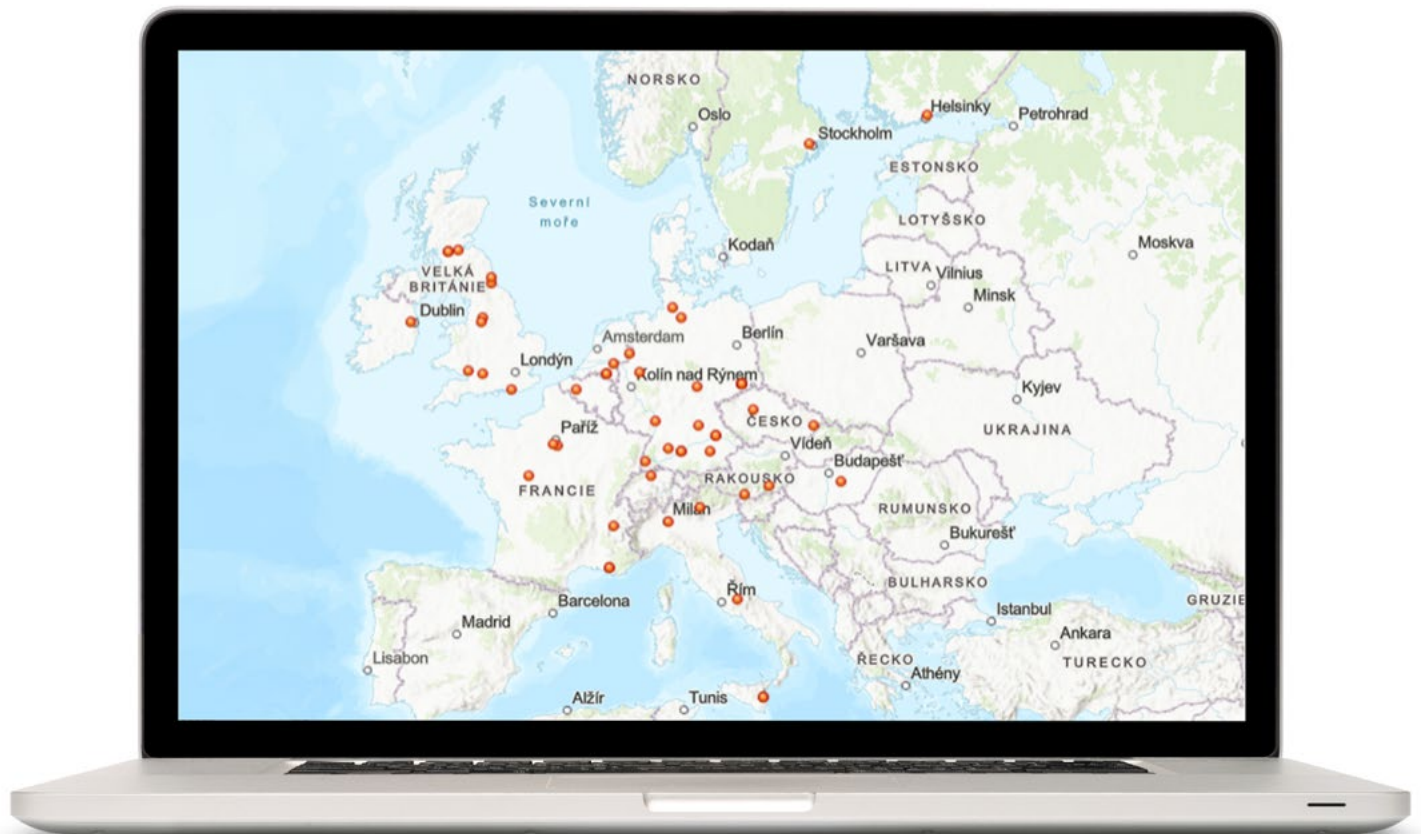 NORSKO
Oslo
Helsinky
Petrohrad
Stockholm
ESTONSKO
Severní
moře
LOTYŠSKO
Kodaň
Moskva
VELKÁ
BRITÁNIE
LITVA
Vilnius
Minsk
Dublin
Amsterdam
Berlín
Varšava
Londýn
Kolín nad Rýnem
Kyjev
Paříž
ČESKO
UKRAJINA
Vídeň
Budapešť
RAKOUSKO
FRANCIE
Milán
RUMUNSKO
Bukurešť
BULHARSKO
Řím
Barcelona
GRUZIE
Istanbul
Madrid
Ankara
Lisabon
ŘECKO
TURECKO
Athény
Alžír
Tunis